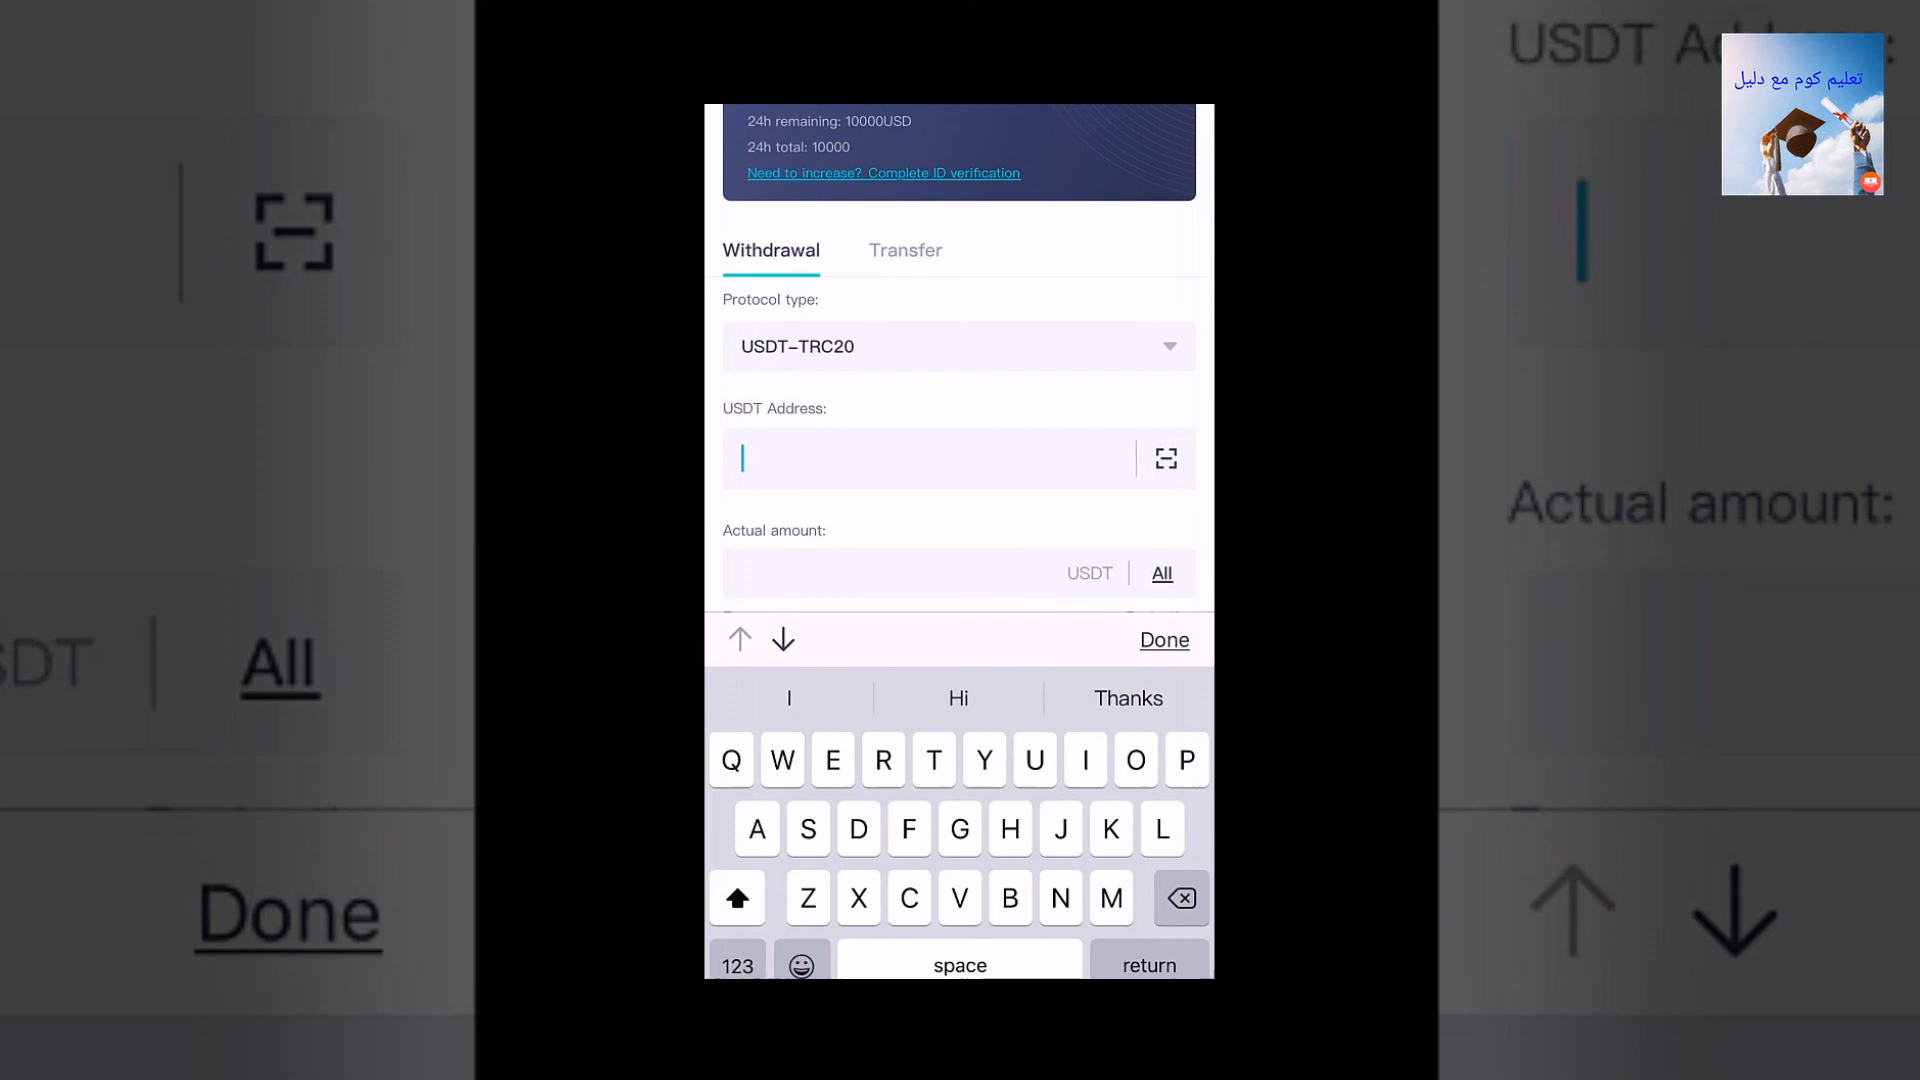 24h remaining: 10000USD
24h total: 10000
Need to increase? Complete ID verification
Withdrawal Transfer
Protocol type:
USDT-TRC20
USDT Address:
Actual amount:
USDT All
Done
I Hi Thanks
Q W E R T Y U I O P
A S D F G H J K L
Z X C V B N M
123 space return
تعليم كوم مع دليل
SDT All
Done
USDT Ad
Actual amount: